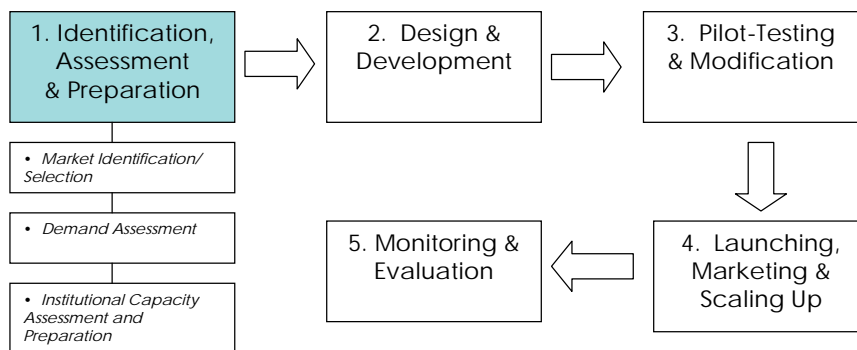 1. Identification,
Assessment
& Preparation
2. Design &
Development
3. Pilot-Testing
& Modification
• Market Identification/
Selection
• Demand Assessment
• Institutional Capacity
Assessment and
Preparation
5. Monitoring &
Evaluation
4. Launching,
Marketing &
Scaling Up